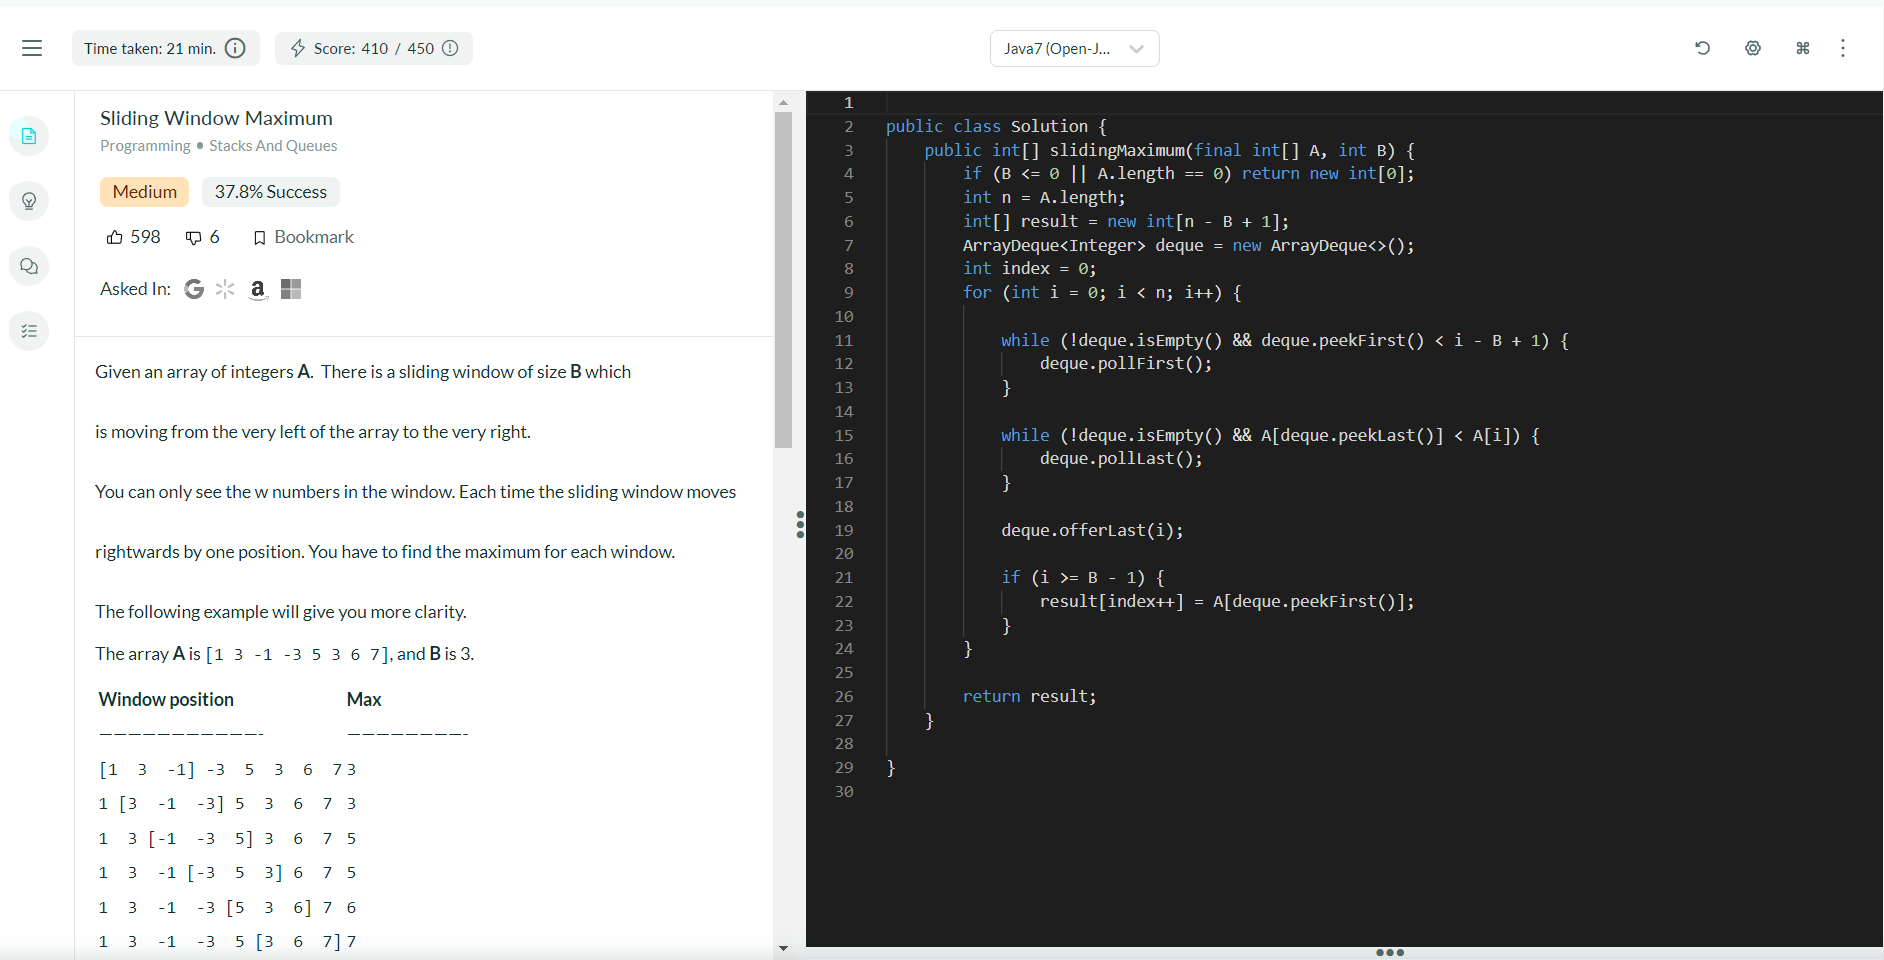 Time taken: 21 min.
Score: 410 / 450
Java7 (Open-J...
Sliding Window Maximum
Programming • Stacks And Queues
Medium
37.8% Success
598
6
Bookmark
Asked In:
Given an array of integers A. There is a sliding window of size B which
is moving from the very left of the array to the very right.
You can only see the w numbers in the window. Each time the sliding window moves
rightwards by one position. You have to find the maximum for each window.
The following example will give you more clarity.
The array A is [1 3 -1 -3 5 3 6 7], and B is 3.
Window position Max
———————————- ————————-
[1 3 -1] -3 5 3 6 7 3
1 [3 -1 -3] 5 3 6 7 3
1 3 [-1 -3 5] 3 6 7 5
1 3 -1 [-3 5 3] 6 7 5
1 3 -1 -3 [5 3 6] 7 6
1 3 -1 -3 5 [3 6 7] 7
1
2 public class Solution {
3 public int[] slidingMaximum(final int[] A, int B) {
4 if (B <= 0 || A.length == 0) return new int[0];
5 int n = A.length;
6 int[] result = new int[n - B + 1];
7 ArrayDeque<Integer> deque = new ArrayDeque<>();
8 int index = 0;
9 for (int i = 0; i < n; i++) {
10
11 while (!deque.isEmpty() && deque.peekFirst() < i - B + 1) {
12 deque.pollFirst();
13 }
14
15 while (!deque.isEmpty() && A[deque.peekLast()] < A[i]) {
16 deque.pollLast();
17 }
18
19 deque.offerLast(i);
20
21 if (i >= B - 1) {
22 result[index++] = A[deque.peekFirst()];
23 }
24 }
25
26 return result;
27 }
28
29 }
30